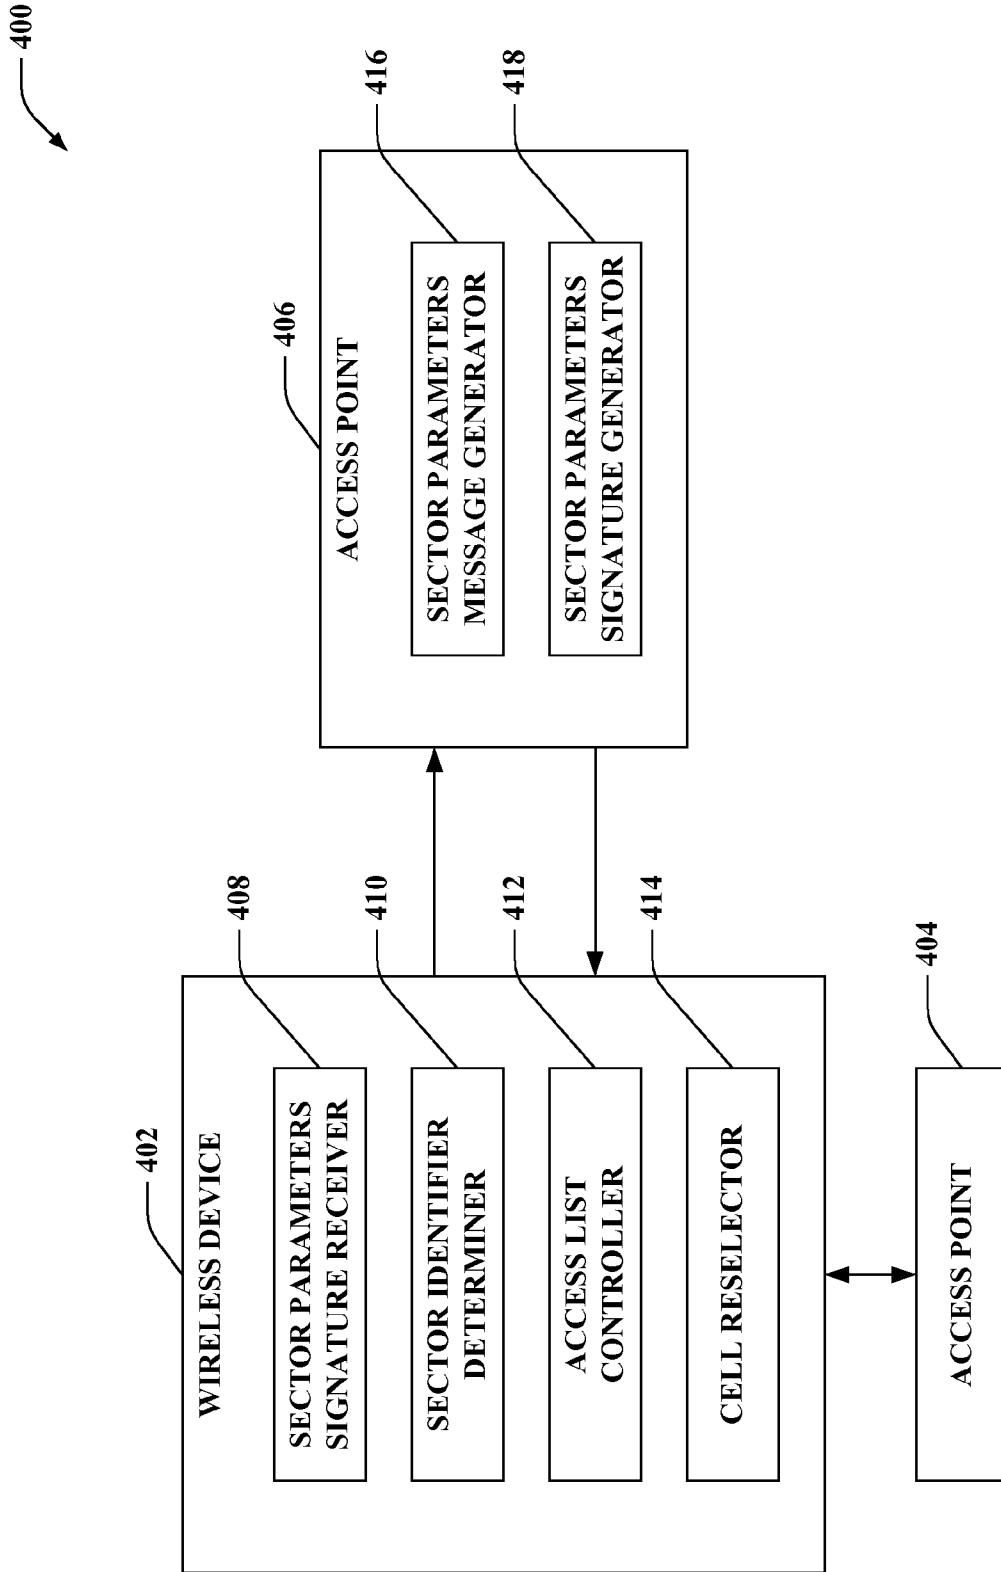 400
402
WIRELESS DEVICE
408
SECTOR PARAMETERS
SIGNATURE RECEIVER
410
SECTOR IDENTIFIER
DETERMINER
412
ACCESS LIST
CONTROLLER
414
CELL RESELECTOR
404
ACCESS POINT
406
ACCESS POINT
416
SECTOR PARAMETERS
MESSAGE GENERATOR
418
SECTOR PARAMETERS
SIGNATURE GENERATOR